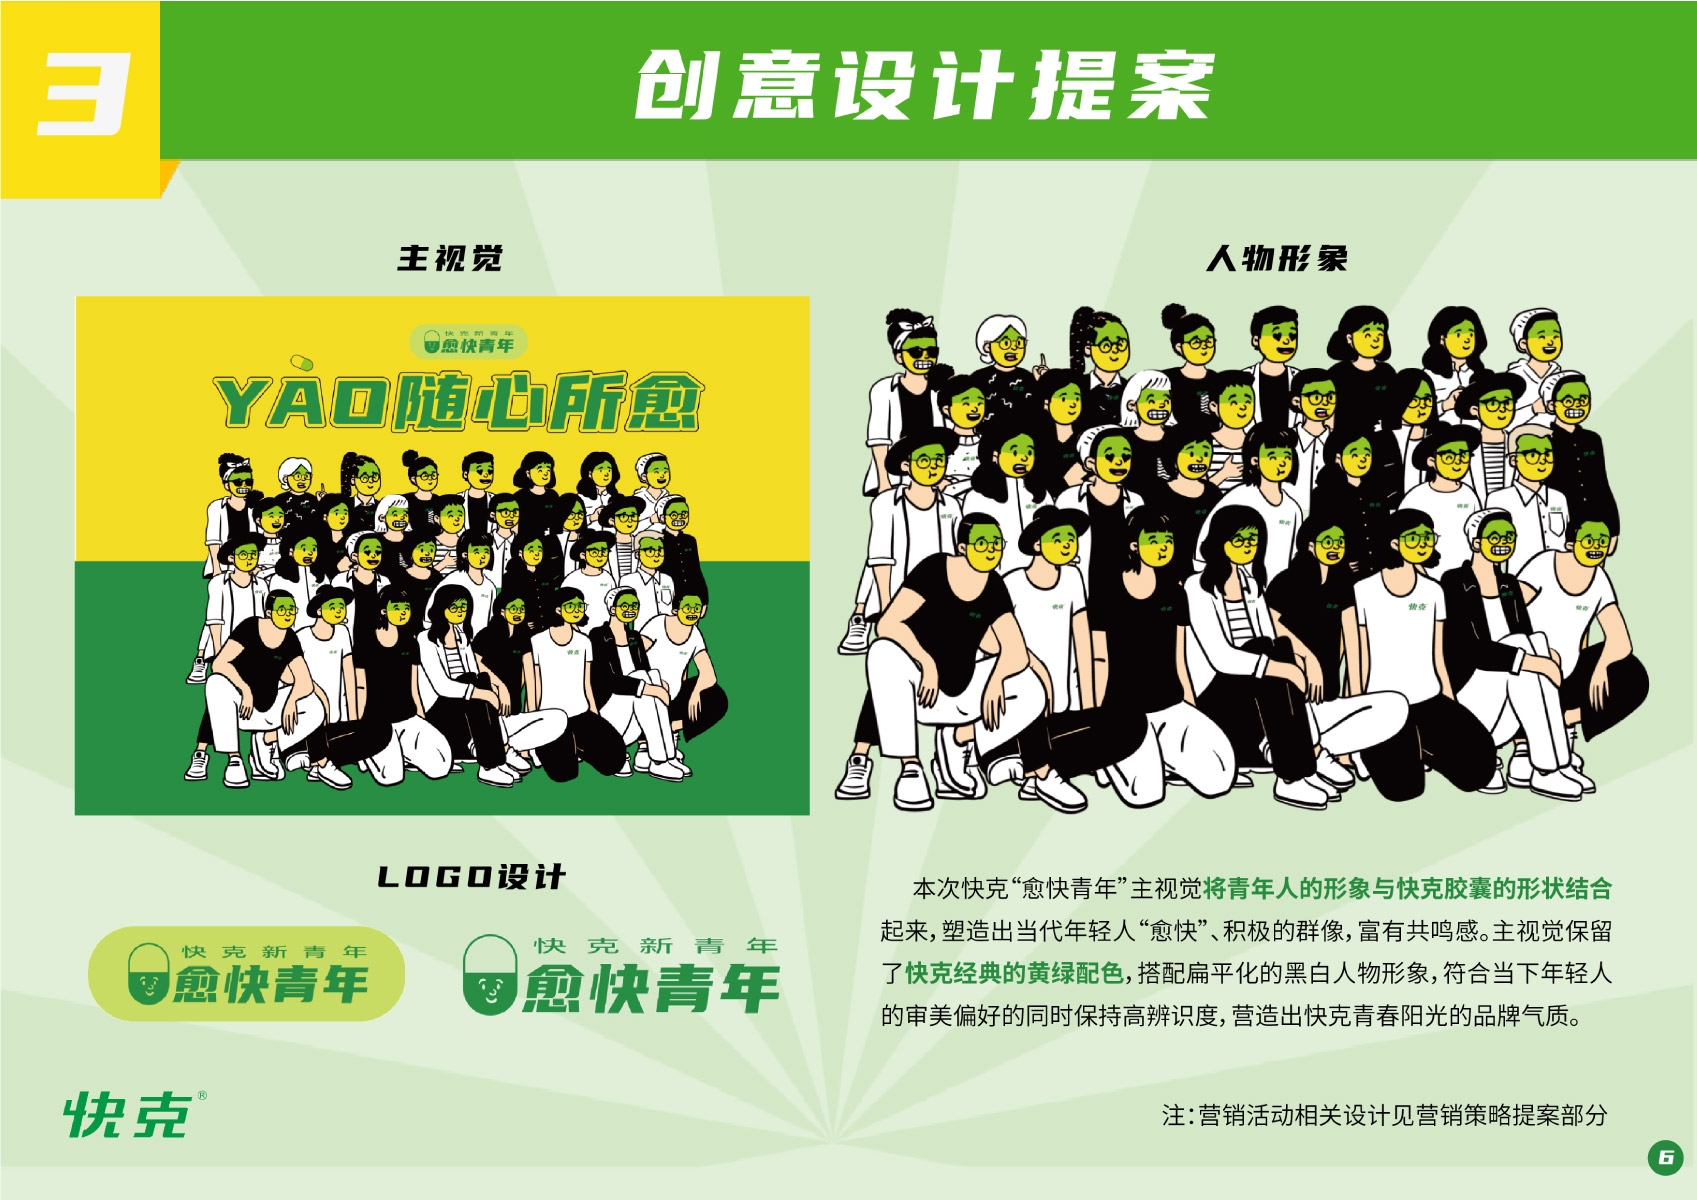 3
创意设计提案
主视觉
人物形象
快克新青年
愈快青年
YÀO随心所愈
快克
快克
快克
LOGO设计
快克新青年
愈快青年
快克新青年
愈快青年
本次快克“愈快青年”主视觉将青年人的形象与快克胶囊的形状结合
起来，塑造出当代年轻人“愈快”、积极的群像，富有共鸣感。主视觉保留
了快克经典的黄绿配色，搭配扁平化的黑白人物形象，符合当下年轻人
的审美偏好的同时保持高辨识度，营造出快克青春阳光的品牌气质。
快克®
注：营销活动相关设计见营销策略提案部分
6